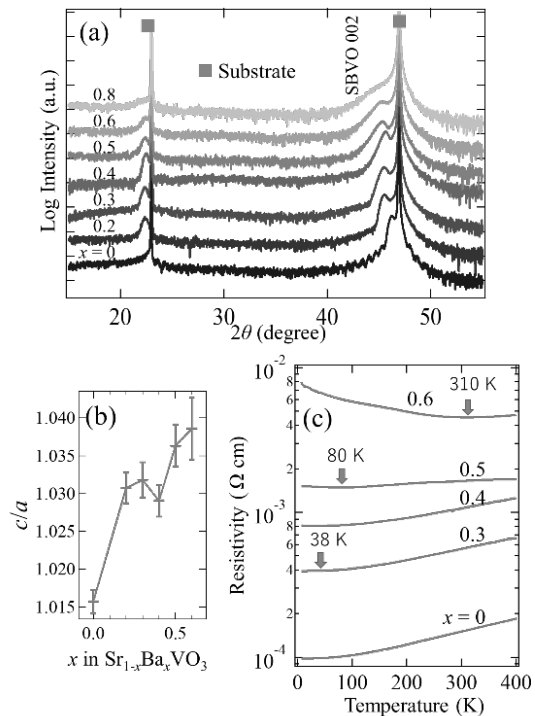 (a)
Substrate
SBVO 002
Log Intensity (a.u.)
0.8
0.6
0.5
0.4
0.3
0.2
x = 0
20
30
40
50
2θ (degree)
(b)
c/a
1.040
1.035
1.030
1.025
1.020
1.015
0.0
0.5
x in Sr1-xBaxVO3
(c)
Resistivity (Ω cm)
10-2
8
6
4
2
10-3
8
6
4
2
10-4
0.6
310 K
80 K
0.5
0.4
38 K
0.3
x = 0
0
100
200
300
400
Temperature (K)